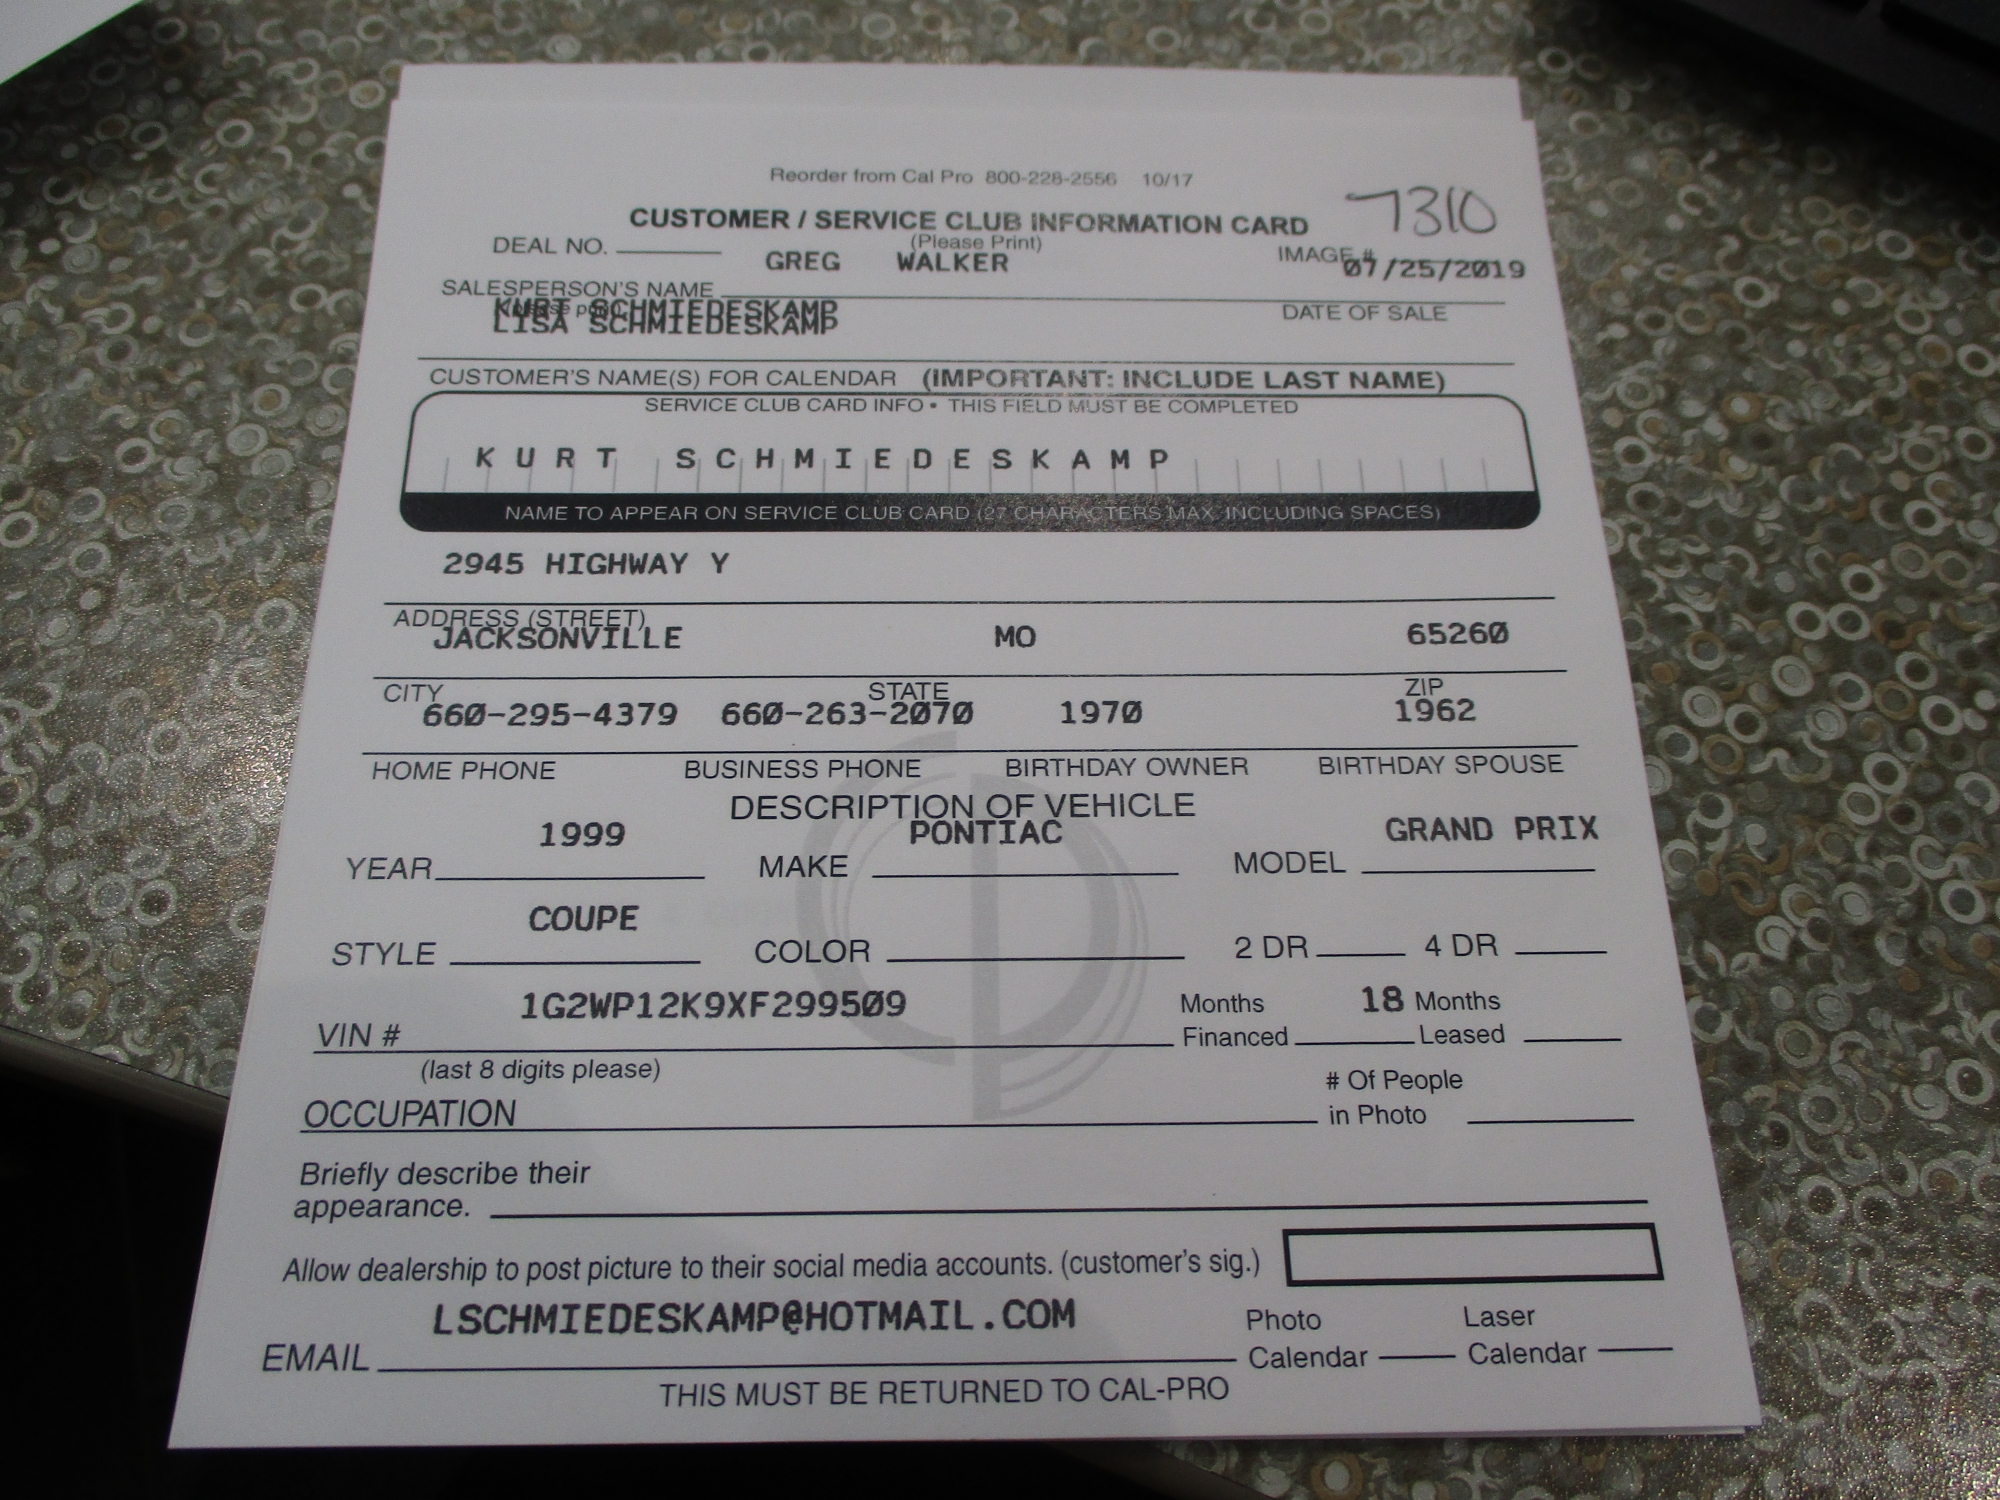 Reorder from Cal Pro 800-228-2556 10/17
7310
CUSTOMER / SERVICE CLUB INFORMATION CARD
(Please Print)
DEAL NO. GREG WALKER IMAGE # 07/25/2019
SALESPERSON'S NAME
KURT SCHMIEDESKAMP DATE OF SALE
LISA SCHMIEDESKAMP
CUSTOMER'S NAME(S) FOR CALENDAR (IMPORTANT: INCLUDE LAST NAME)
SERVICE CLUB CARD INFO • THIS FIELD MUST BE COMPLETED
KURT SCHMIEDESKAMP
NAME TO APPEAR ON SERVICE CLUB CARD (27 CHARACTERS MAX, INCLUDING SPACES)
2945 HIGHWAY Y
ADDRESS (STREET)
JACKSONVILLE MO 65260
CITY STATE ZIP
660-295-4379 660-263-2070 1970 1962
HOME PHONE BUSINESS PHONE BIRTHDAY OWNER BIRTHDAY SPOUSE
DESCRIPTION OF VEHICLE
1999 PONTIAC GRAND PRIX
YEAR MAKE MODEL
COUPE
STYLE COLOR 2 DR 4 DR
1G2WP12K9XF299509 Months 18 Months
VIN # Financed Leased
(last 8 digits please)
# Of People
OCCUPATION in Photo
Briefly describe their
appearance.
Allow dealership to post picture to their social media accounts. (customer's sig.)
LSCHMIEDESKAMP@HOTMAIL.COM Photo Laser
EMAIL Calendar Calendar
THIS MUST BE RETURNED TO CAL-PRO